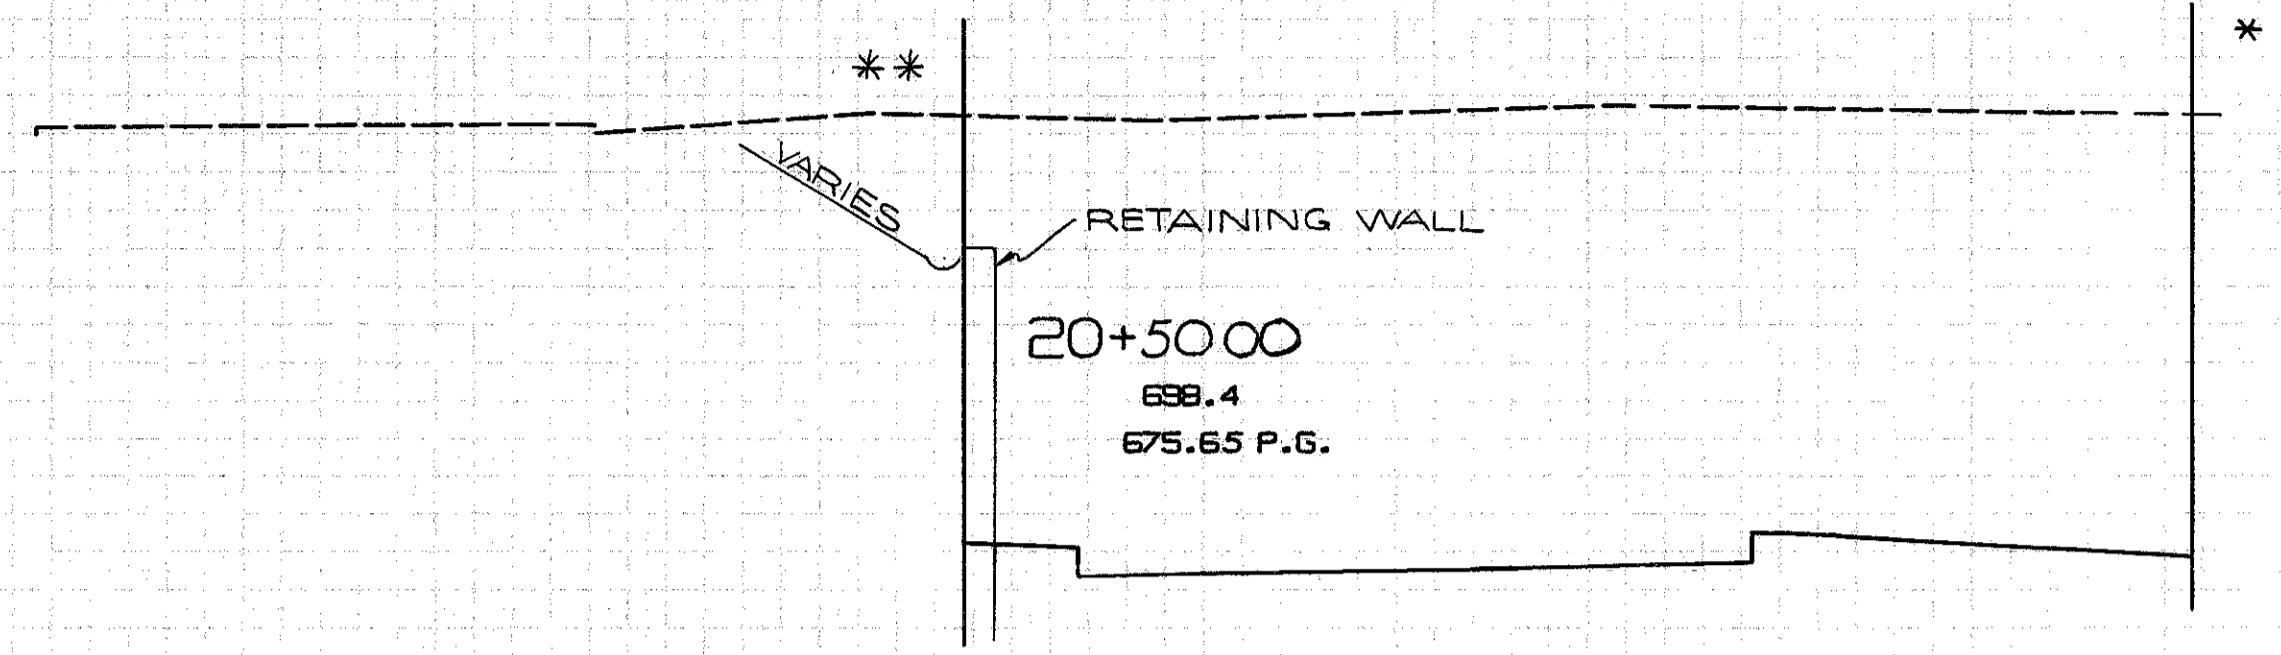 **
*
VARIES
RETAINING WALL
20+50 00
698.4
675.65 P.G.